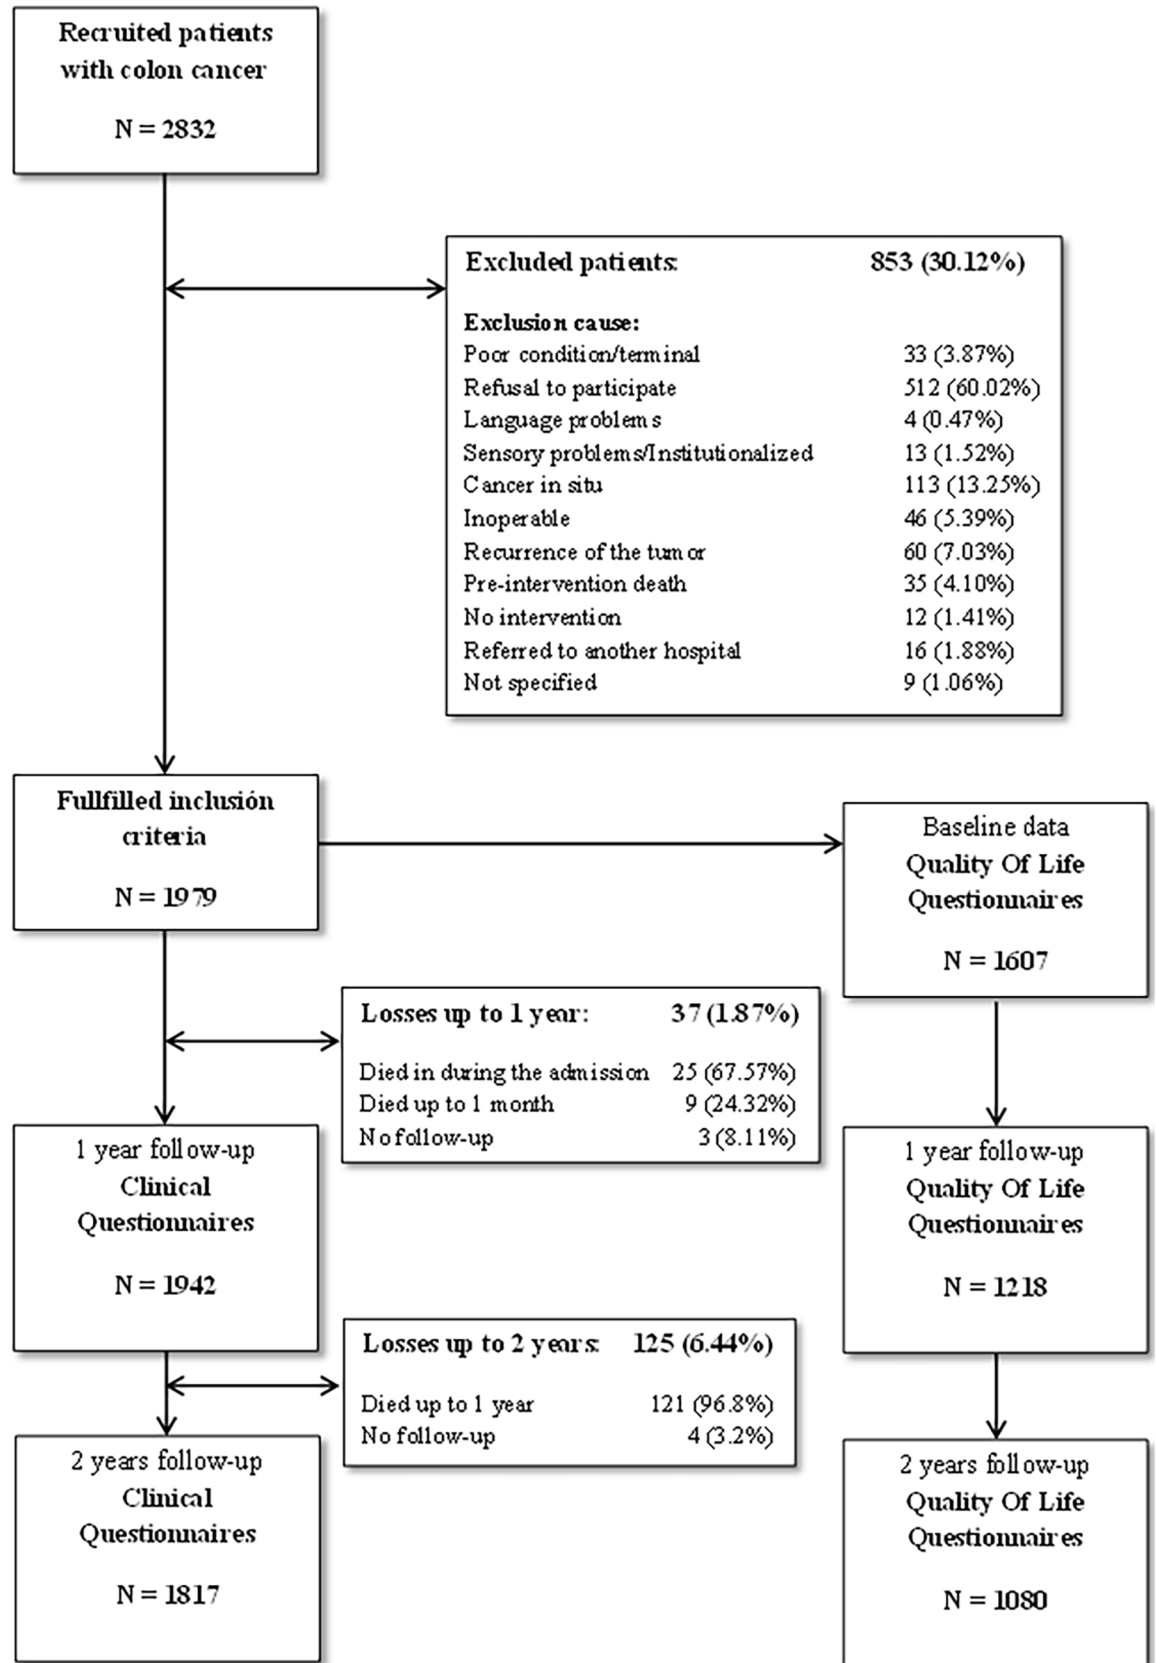 Recruited patients
with colon cancer
N = 2832
Excluded patients: 853 (30.12%)
Exclusion cause:
Poor condition/terminal 33 (3.87%)
Refusal to participate 512 (60.02%)
Language problems 4 (0.47%)
Sensory problems/Institutionalized 13 (1.52%)
Cancer in situ 113 (13.25%)
Inoperable 46 (5.39%)
Recurrence of the tumor 60 (7.03%)
Pre-intervention death 35 (4.10%)
No intervention 12 (1.41%)
Referred to another hospital 16 (1.88%)
Not specified 9 (1.06%)
Fullfilled inclusión
criteria
N = 1979
Baseline data
Quality Of Life
Questionnaires
N = 1607
Losses up to 1 year: 37 (1.87%)
Died in during the admission 25 (67.57%)
Died up to 1 month 9 (24.32%)
No follow-up 3 (8.11%)
1 year follow-up
Clinical
Questionnaires
N = 1942
1 year follow-up
Quality Of Life
Questionnaires
N = 1218
Losses up to 2 years: 125 (6.44%)
Died up to 1 year 121 (96.8%)
No follow-up 4 (3.2%)
2 years follow-up
Clinical
Questionnaires
N = 1817
2 years follow-up
Quality Of Life
Questionnaires
N = 1080